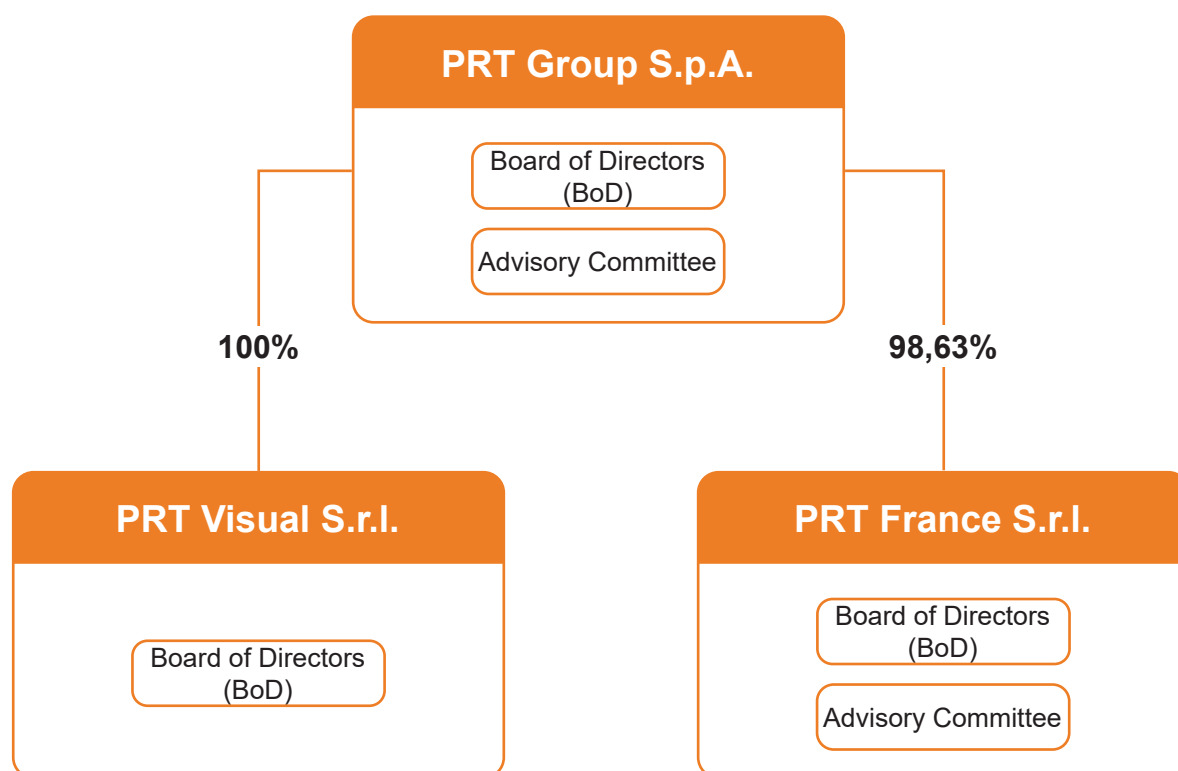 PRT Group S.p.A.
Board of Directors
(BoD)
Advisory Committee
100%
98,63%
PRT Visual S.r.l.
Board of Directors
(BoD)
PRT France S.r.l.
Board of Directors
(BoD)
Advisory Committee